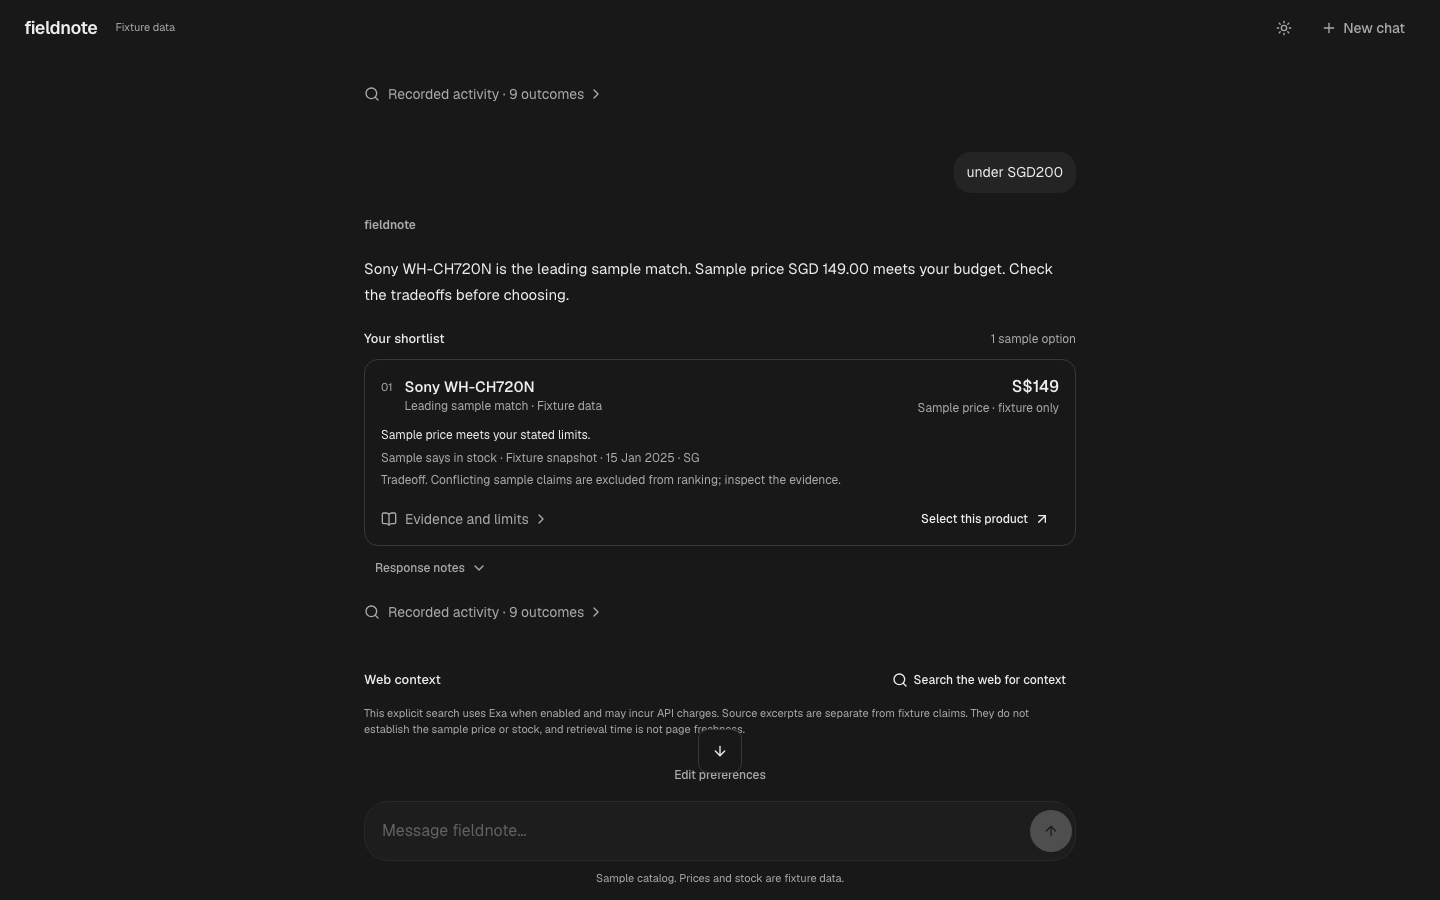 fieldnote Fixture data New chat
Recorded activity · 9 outcomes
under SGD200
fieldnote
Sony WH-CH720N is the leading sample match. Sample price SGD 149.00 meets your budget. Check
the tradeoffs before choosing.
Your shortlist 1 sample option
01 Sony WH-CH720N S$149
Leading sample match · Fixture data Sample price · fixture only
Sample price meets your stated limits.
Sample says in stock · Fixture snapshot · 15 Jan 2025 · SG
Tradeoff. Conflicting sample claims are excluded from ranking; inspect the evidence.
Evidence and limits Select this product
Response notes
Recorded activity · 9 outcomes
Web context Search the web for context
This explicit search uses Exa when enabled and may incur API charges. Source excerpts are separate from fixture claims. They do not
establish the sample price or stock, and retrieval time is not page freshness.
Edit preferences
Message fieldnote...
Sample catalog. Prices and stock are fixture data.